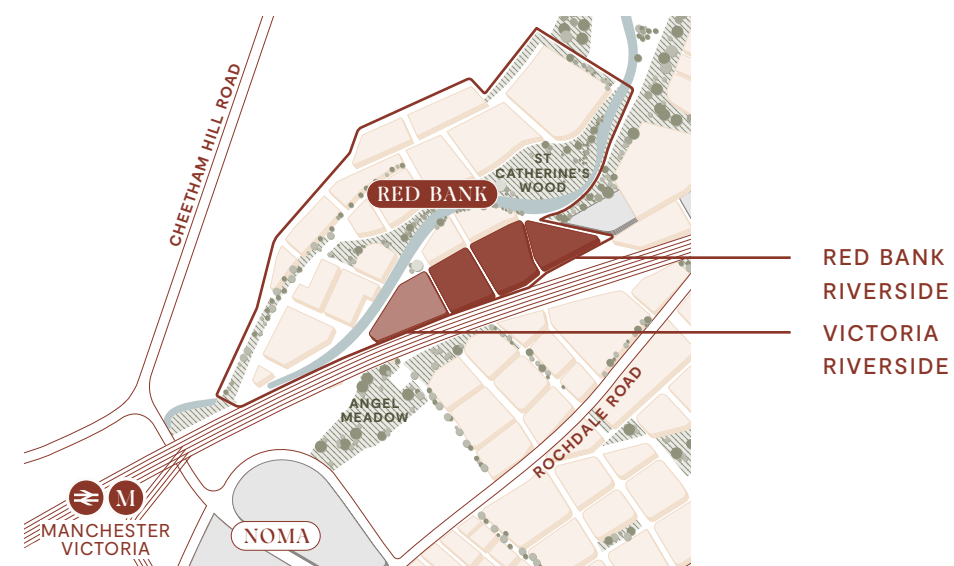 CHEETHAM HILL ROAD
ST
CATHERINE'S
WOOD
RED BANK
RED BANK
RIVERSIDE
VICTORIA
RIVERSIDE
ANGEL
MEADOW
ROCHDALE ROAD
M
MANCHESTER
VICTORIA
NOMA